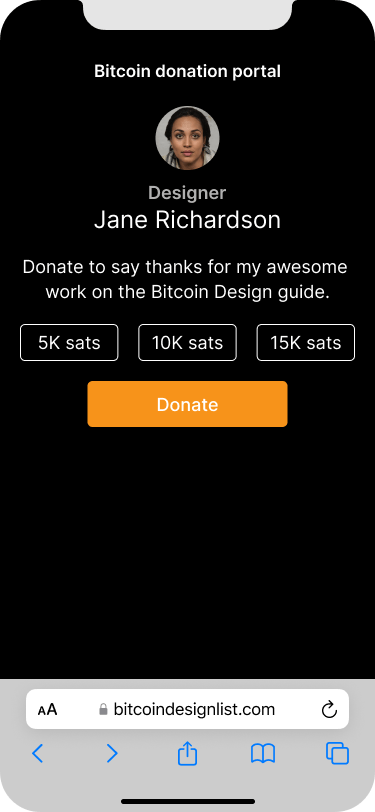 Bitcoin donation portal
Designer
Jane Richardson
Donate to say thanks for my awesome
work on the Bitcoin Design guide.
5K sats 10K sats 15K sats
Donate
AA bitcoindesignlist.com